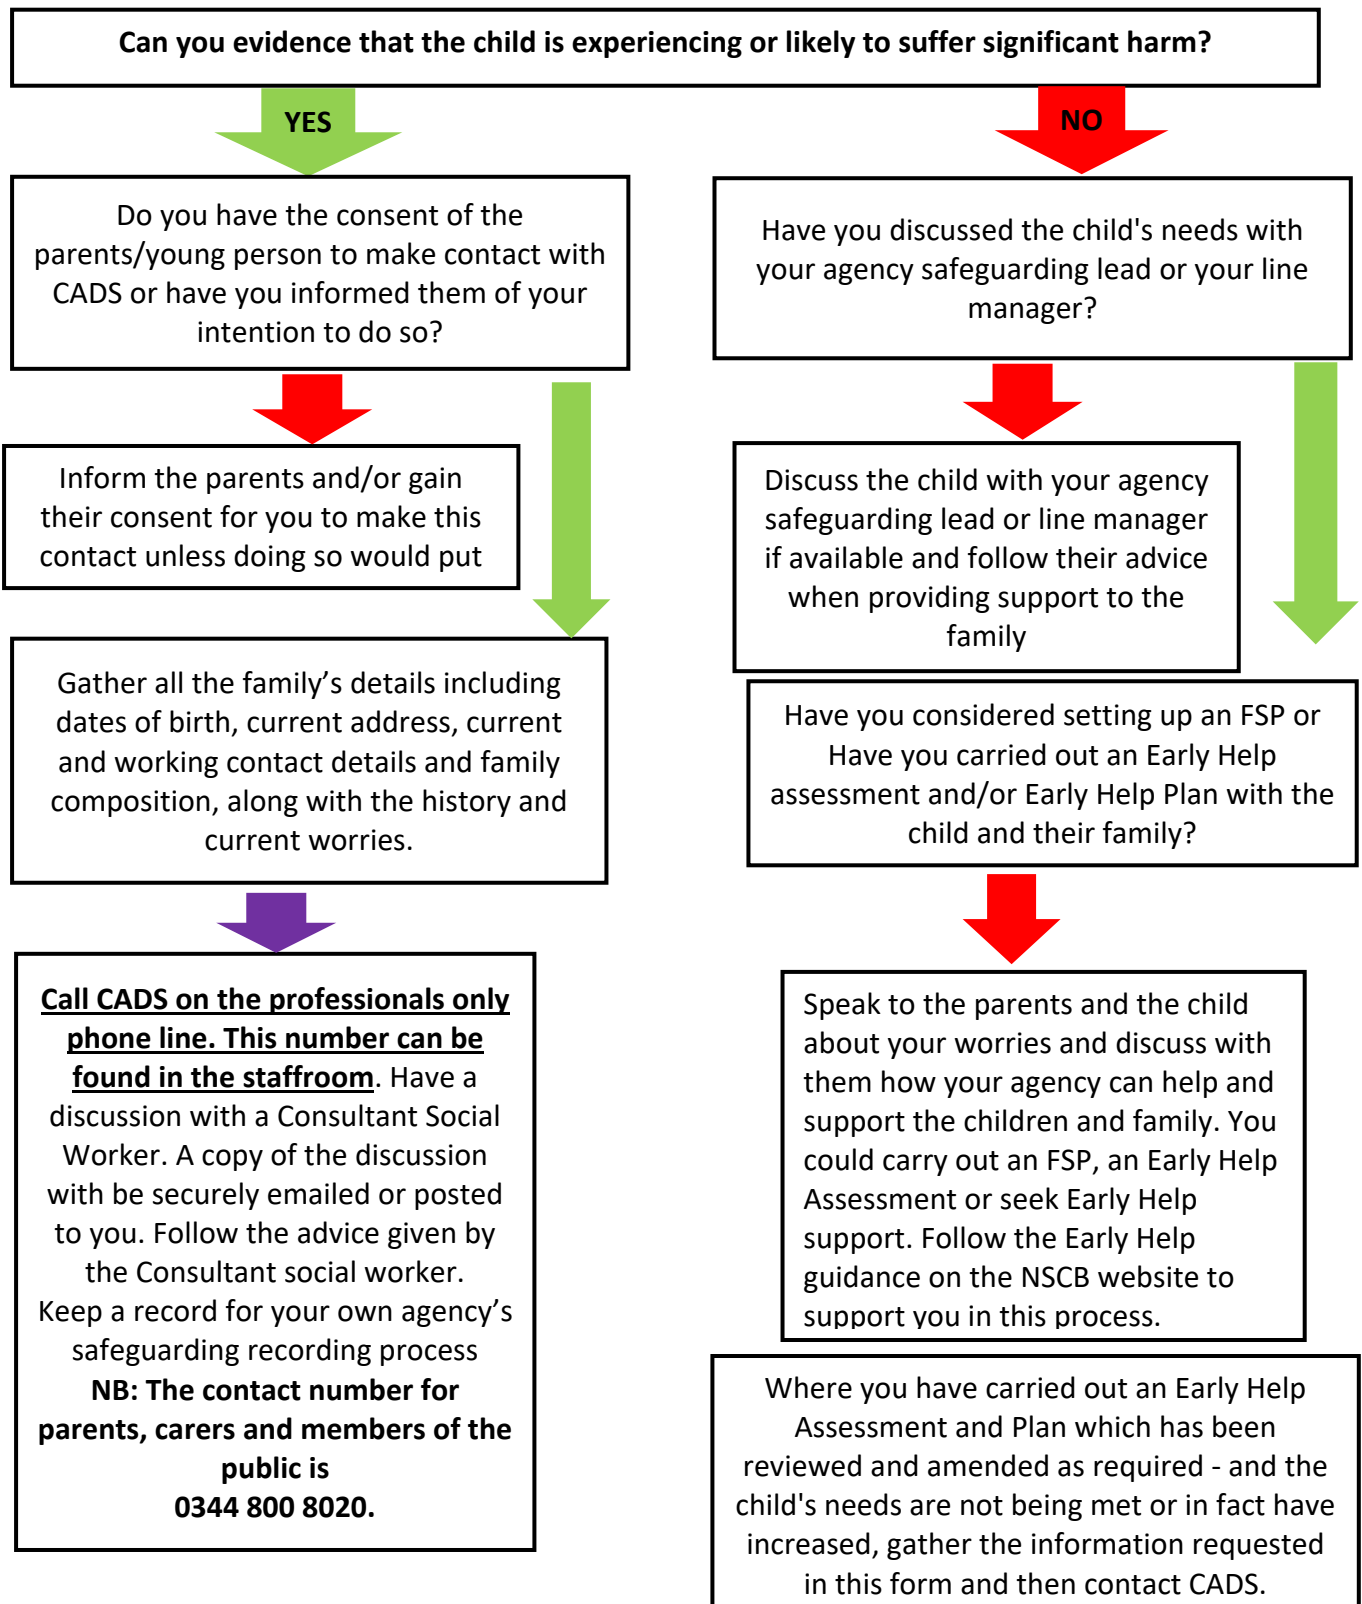 Can you evidence that the child is experiencing or likely to suffer significant harm?
YES
NO
Do you have the consent of the
parents/young person to make contact with
CADS or have you informed them of your
intention to do so?
Inform the parents and/or gain
their consent for you to make this
contact unless doing so would put
Gather all the family’s details including
dates of birth, current address, current
and working contact details and family
composition, along with the history and
current worries.
Call CADS on the professionals only
phone line. This number can be
found in the staffroom. Have a
discussion with a Consultant Social
Worker. A copy of the discussion
with be securely emailed or posted
to you. Follow the advice given by
the Consultant social worker.
Keep a record for your own agency’s
safeguarding recording process
NB: The contact number for
parents, carers and members of the
public is
0344 800 8020.
Have you discussed the child's needs with
your agency safeguarding lead or your line
manager?
Discuss the child with your agency
safeguarding lead or line manager
if available and follow their advice
when providing support to the
family
Have you considered setting up an FSP or
Have you carried out an Early Help
assessment and/or Early Help Plan with the
child and their family?
Speak to the parents and the child
about your worries and discuss with
them how your agency can help and
support the children and family. You
could carry out an FSP, an Early Help
Assessment or seek Early Help
support. Follow the Early Help
guidance on the NSCB website to
support you in this process.
Where you have carried out an Early Help
Assessment and Plan which has been
reviewed and amended as required - and the
child's needs are not being met or in fact have
increased, gather the information requested
in this form and then contact CADS.